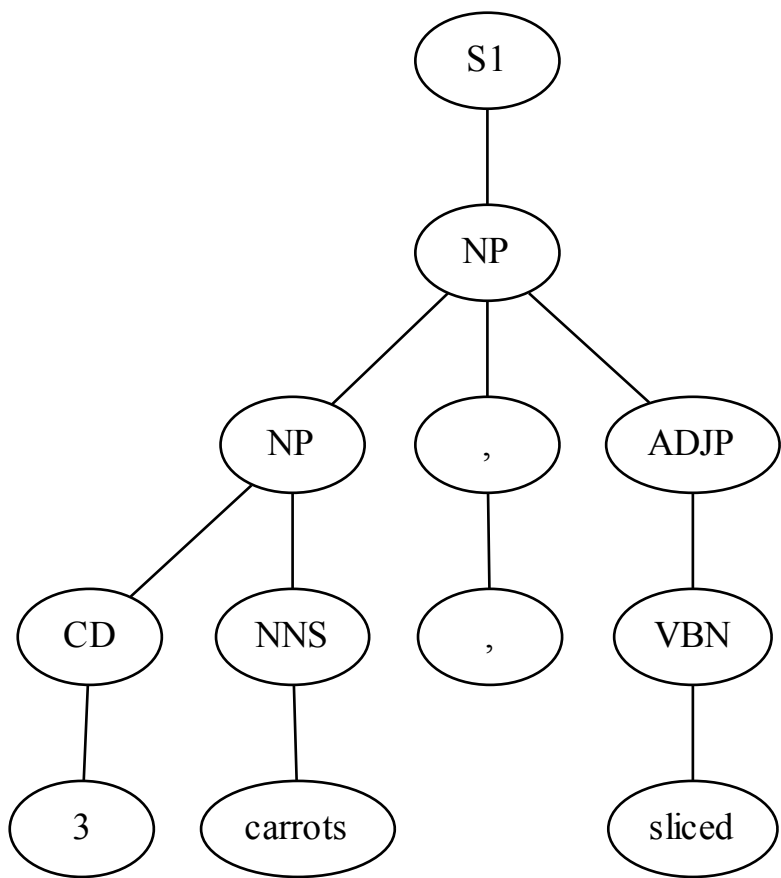 S1
NP
NP , ADJP
CD NNS , VBN
3 carrots sliced